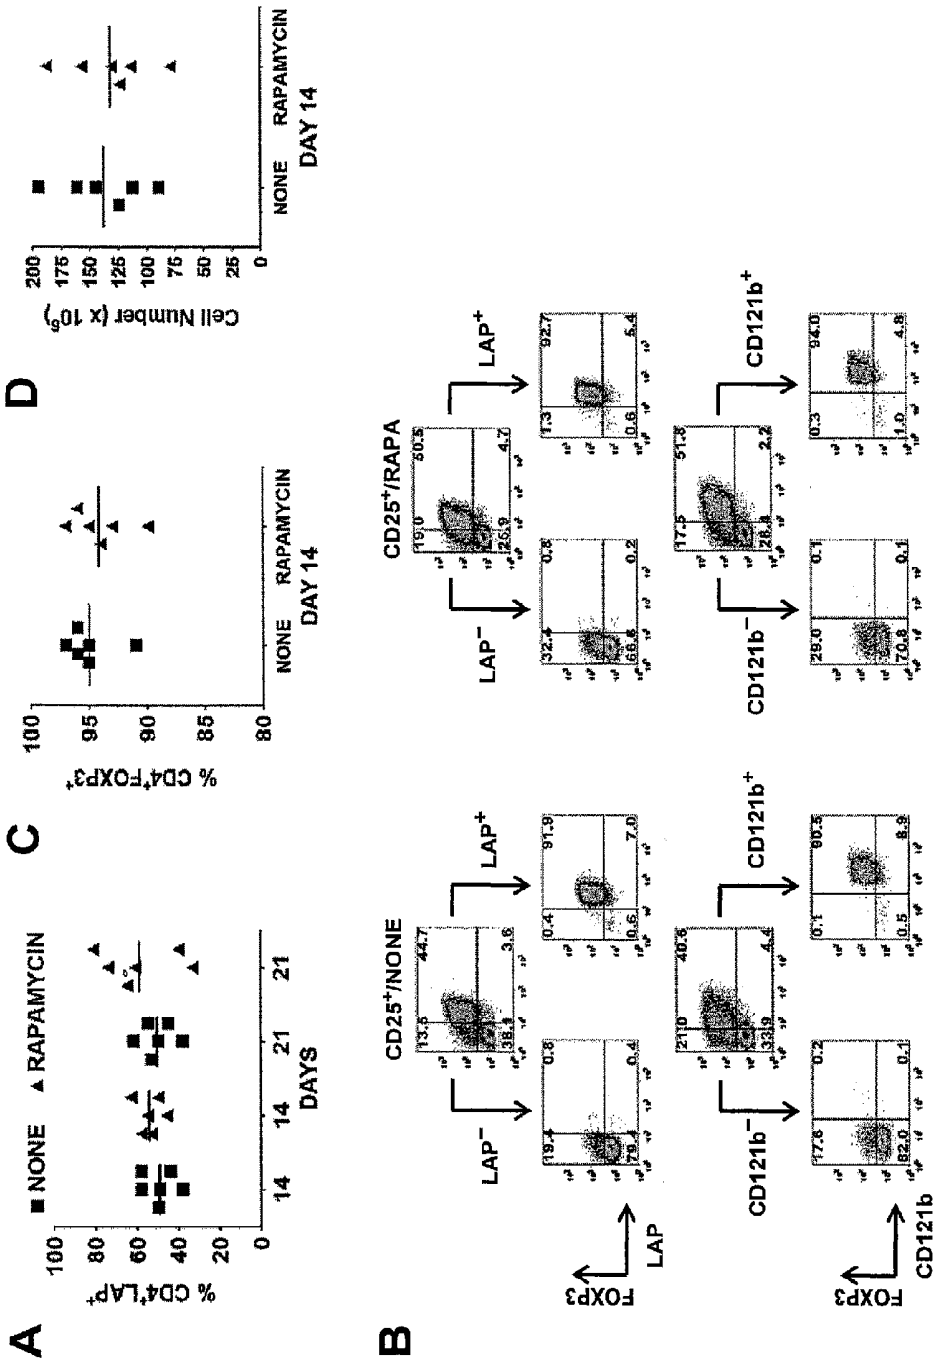 A
■ NONE ▲ RAPAMYCIN
% CD4⁺LAP⁺
100
80
60
40
20
0
14 14 21 21
DAYS
C
% CD4⁺FOXP3⁺
100
95
90
85
80
NONE RAPAMYCIN
DAY 14
D
Cell Number (x 10⁶)
200
175
150
125
100
75
50
25
0
NONE RAPAMYCIN
DAY 14
B
CD25⁺/NONE
13.5 44.7
3.6
LAP⁻ LAP⁺
19.4 0.8
79.4 0.4
0.4 91.9
0.6 7.0
FOXP3
LAP
21.0 40.6
33.9 4.4
CD121b⁻ CD121b⁺
17.6 0.2
82.0 0.1
0.1 90.5
0.5 8.9
FOXP3
CD121b
CD25⁺/RAPA
19.0 50.5
25.9 4.7
LAP⁻ LAP⁺
32.4 0.8
66.6 0.2
1.3 92.7
0.6 5.4
17.5 51.8
2.2
CD121b⁻ CD121b⁺
29.0 0.1
70.8 0.1
0.3 94.0
1.0 4.8